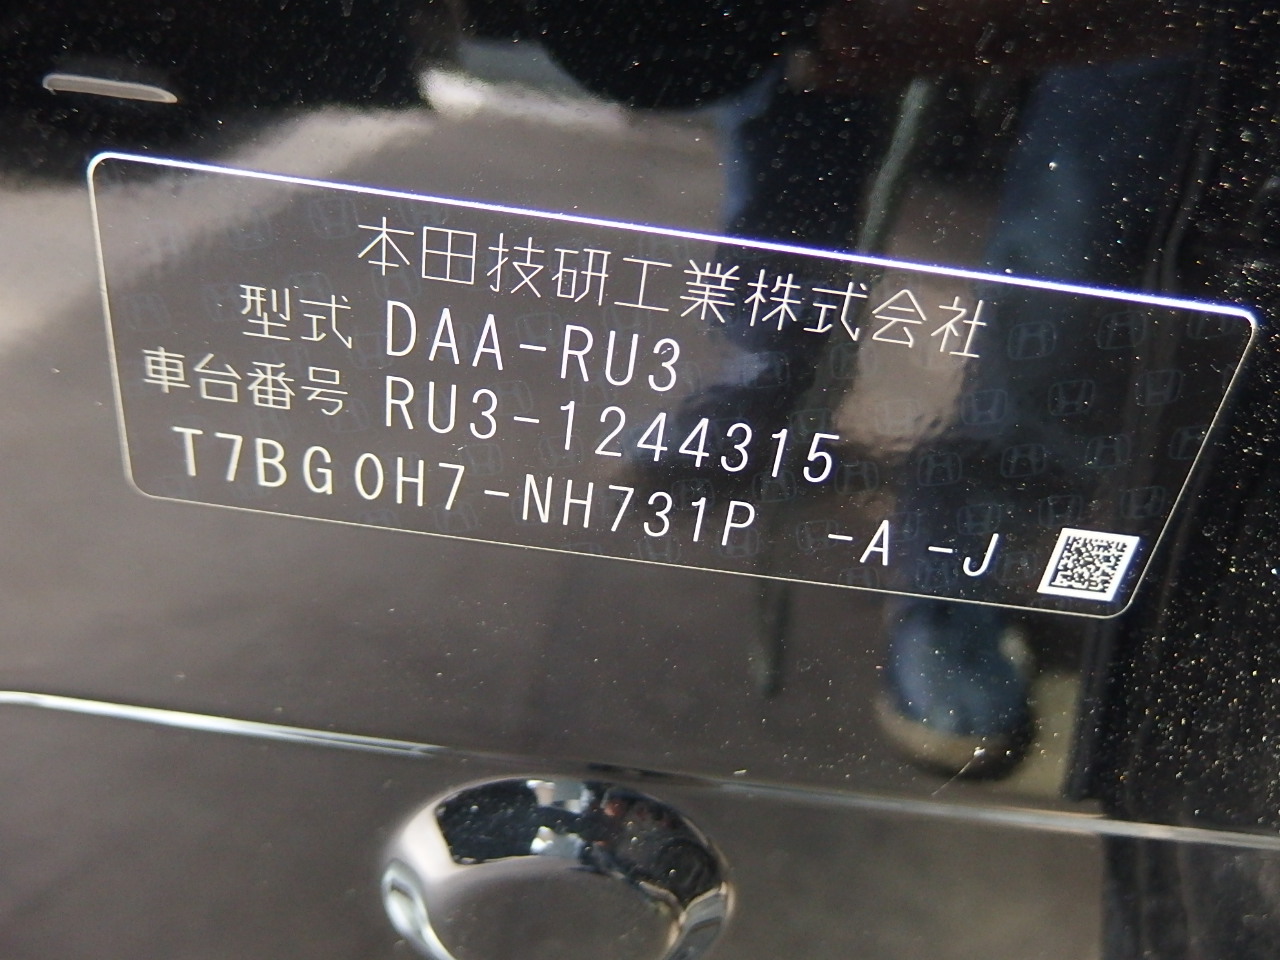 本田技研工業株式会社
型式 DAA-RU3
車台番号 RU3-1244315
T7BG0H7-NH731P -A -J